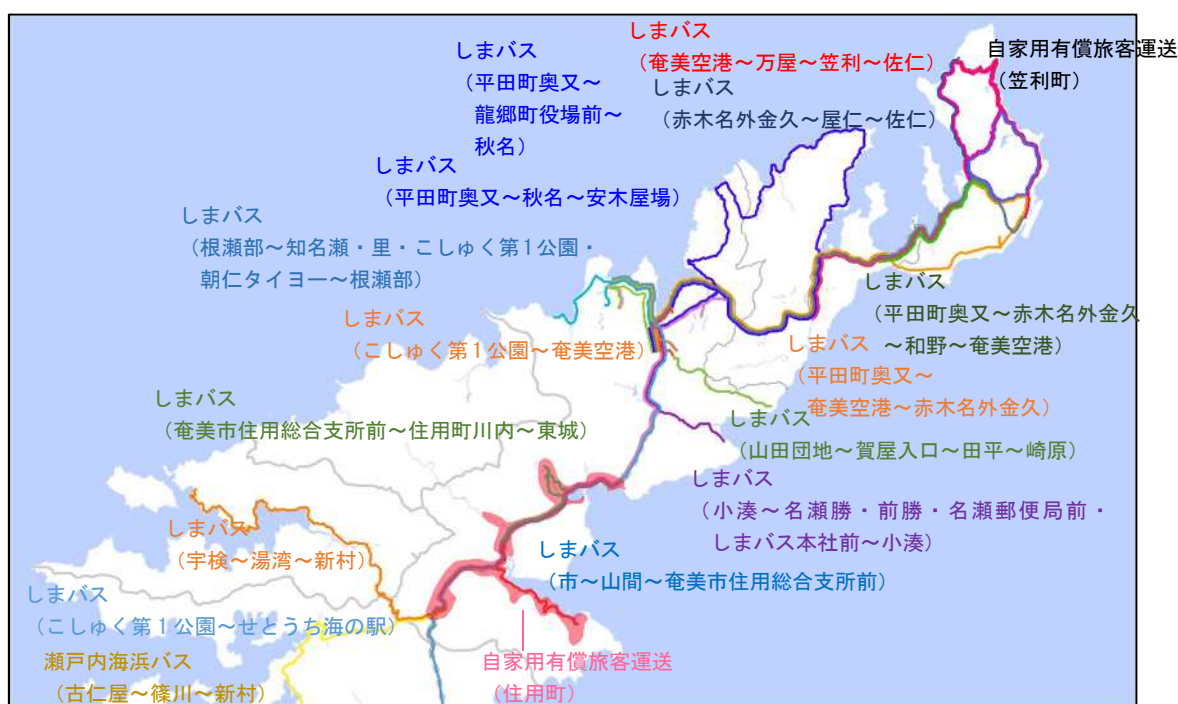 しまバス
（奄美空港～万屋～笠利～佐仁）
自家用有償旅客運送
（笠利町）
しまバス
（平田町奥又～
龍郷町役場前～
秋名）
しまバス
（赤木名外金久～屋仁～佐仁）
しまバス
（平田町奥又～秋名～安木屋場）
しまバス
（根瀬部～知名瀬・里・こしゅく第１公園・
朝仁タイヨー～根瀬部）
しまバス
（平田町奥又～赤木名外金久
～和野～奄美空港）
しまバス
（こしゅく第１公園～奄美空港）
しまバス
（平田町奥又～
奄美空港～赤木名外金久）
しまバス
（奄美市住用総合支所前～住用町川内～東城）
しまバス
（山田団地～賀屋入口～田平～崎原）
しまバス
（小湊～名瀬勝・前勝・名瀬郵便局前・
しまバス本社前～小湊）
しまバス
（宇検～湯湾～新村）
しまバス
（市～山間～奄美市住用総合支所前）
しまバス
（こしゅく第１公園～せとうち海の駅）
瀬戸内海浜バス
（古仁屋～篠川～新村）
自家用有償旅客運送
（住用町）